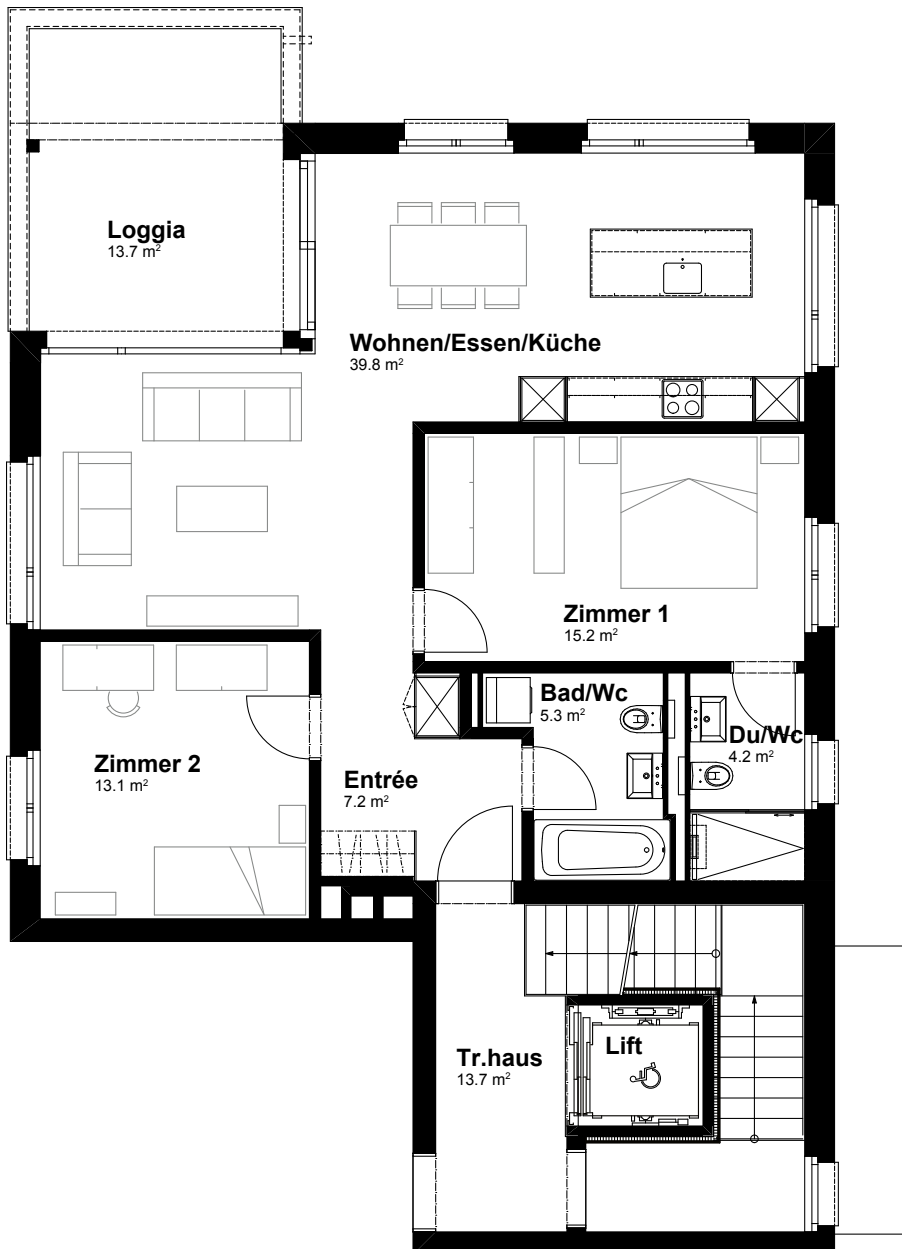 Loggia
13.7 m²
Wohnen/Essen/Küche
39.8 m²
Zimmer 1
15.2 m²
Bad/Wc
5.3 m²
Du/Wc
4.2 m²
Zimmer 2
13.1 m²
Entrée
7.2 m²
Tr.haus
13.7 m²
Lift